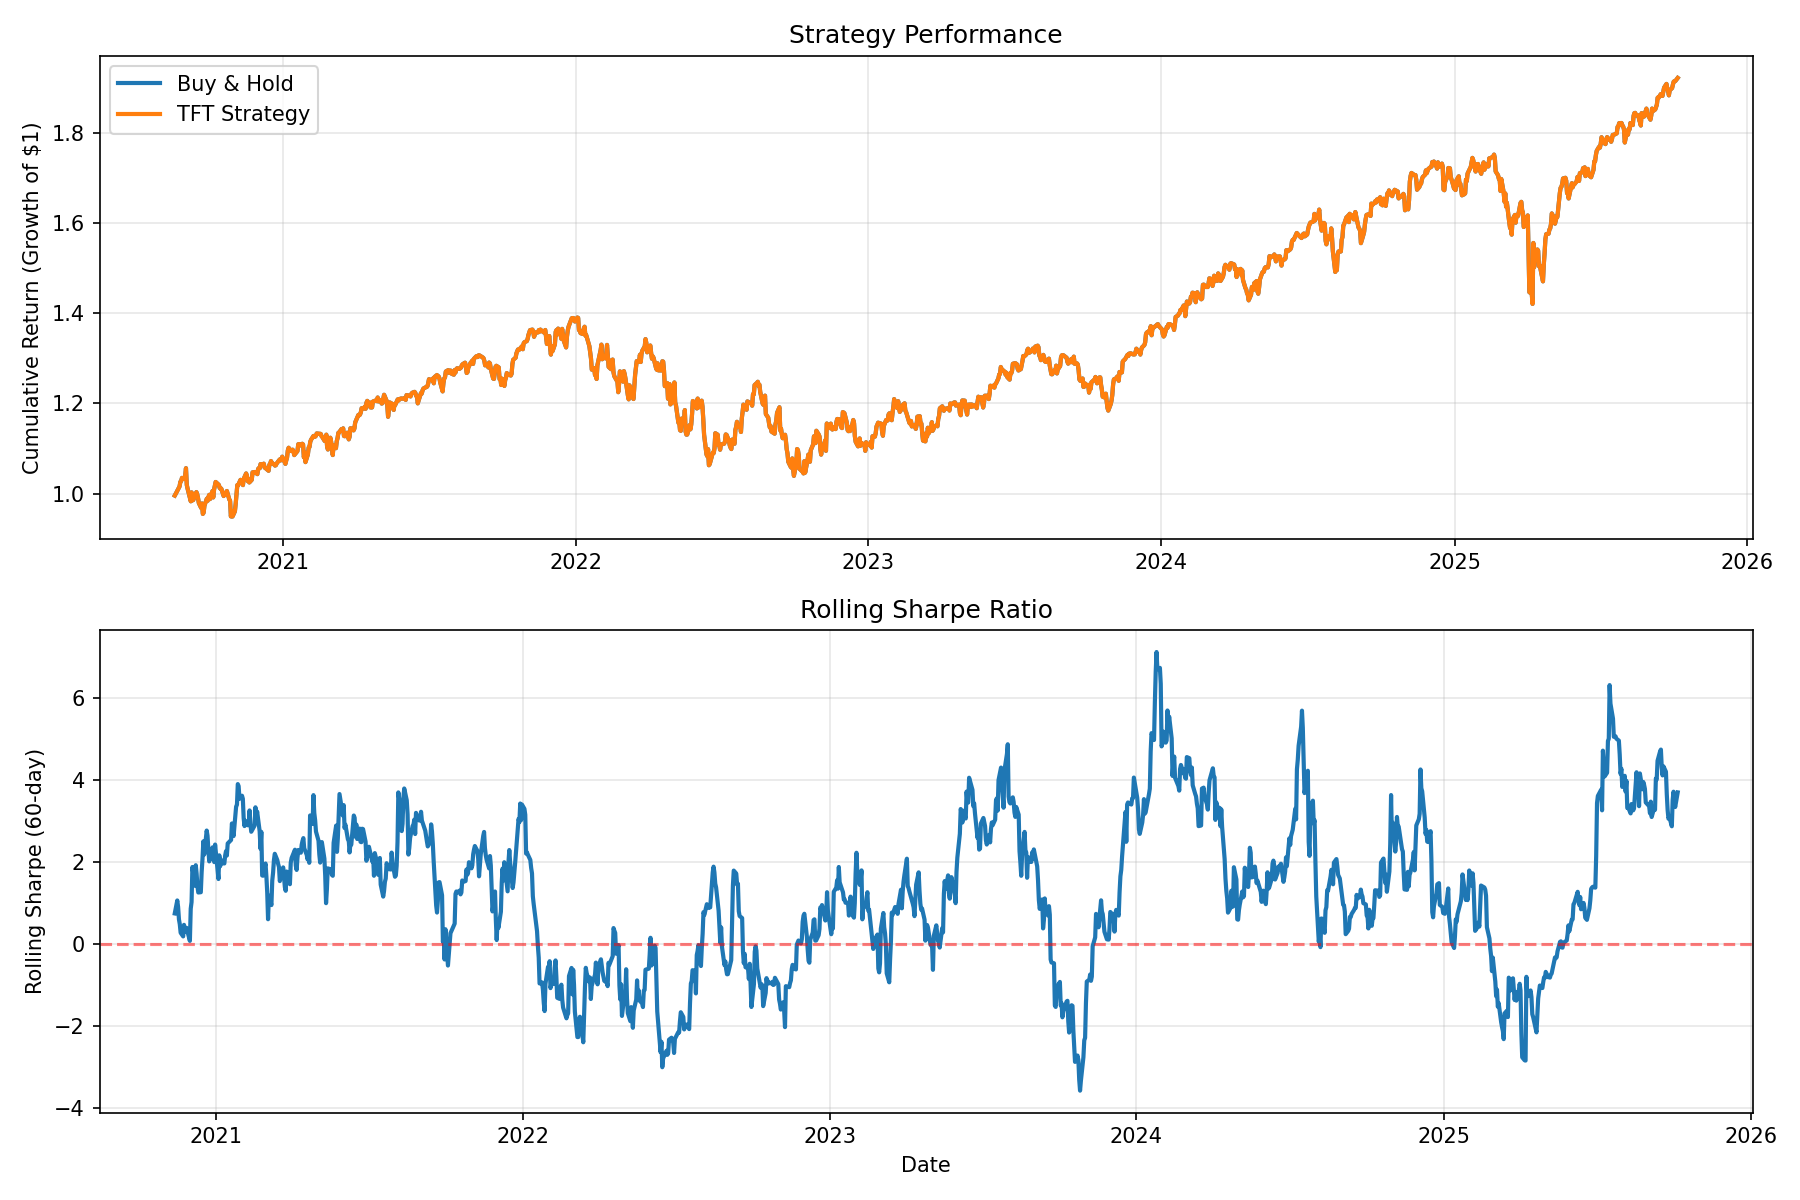 Strategy Performance
Buy & Hold
TFT Strategy
Cumulative Return (Growth of $1)
1.8
1.6
1.4
1.2
1.0
2021 2022 2023 2024 2025 2026
Rolling Sharpe Ratio
Rolling Sharpe (60-day)
6
4
2
0
−2
−4
2021 2022 2023 2024 2025 2026
Date